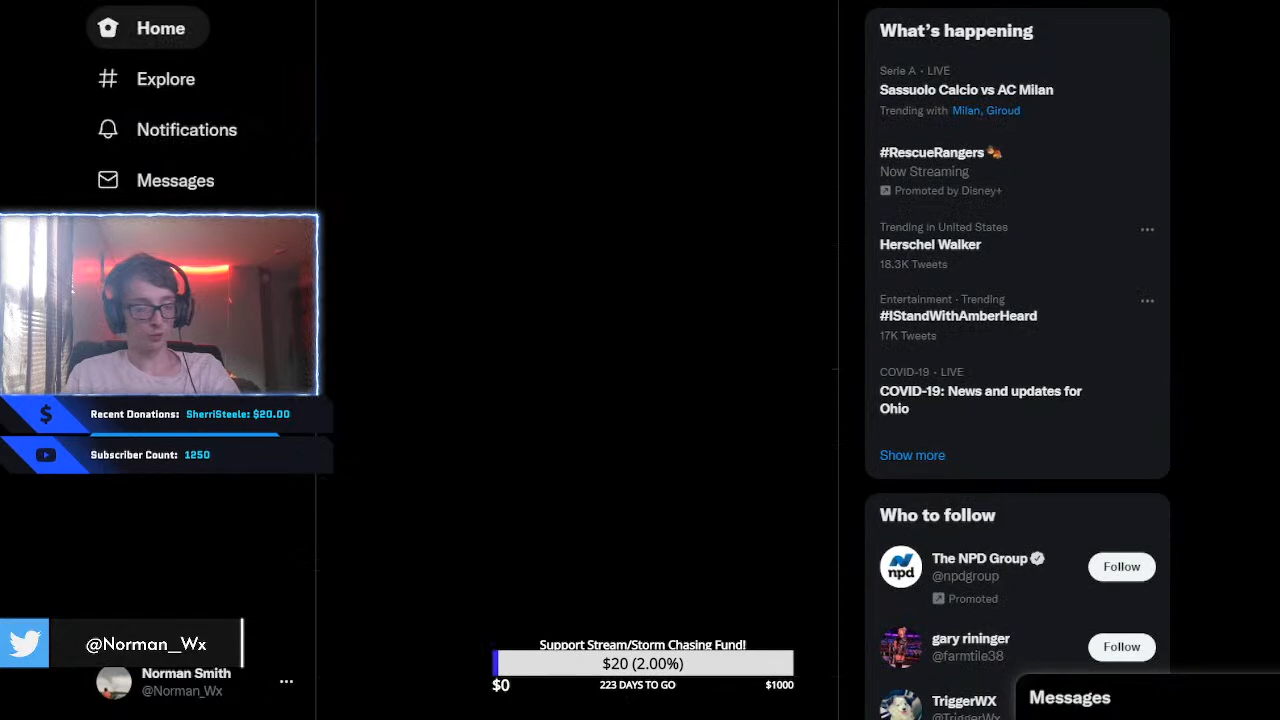 Home
Explore
Notifications
Messages
Recent Donations: SherriSteele: $20.00
Subscriber Count: 1250
@Norman_Wx
Norman Smith
@Norman_Wx
Support Stream/Storm Chasing Fund!
$20 (2.00%)
$0 223 DAYS TO GO $1000
What's happening
Serie A · LIVE
Sassuolo Calcio vs AC Milan
Trending with Milan, Giroud
#RescueRangers
Now Streaming
Promoted by Disney+
Trending in United States
Herschel Walker
18.3K Tweets
Entertainment · Trending
#IStandWithAmberHeard
17K Tweets
COVID-19 · LIVE
COVID-19: News and updates for
Ohio
Show more
Who to follow
The NPD Group
@npdgroup
Follow
Promoted
npd
gary rininger
@farmtile38
Follow
TriggerWX
@TriggerWX
Messages